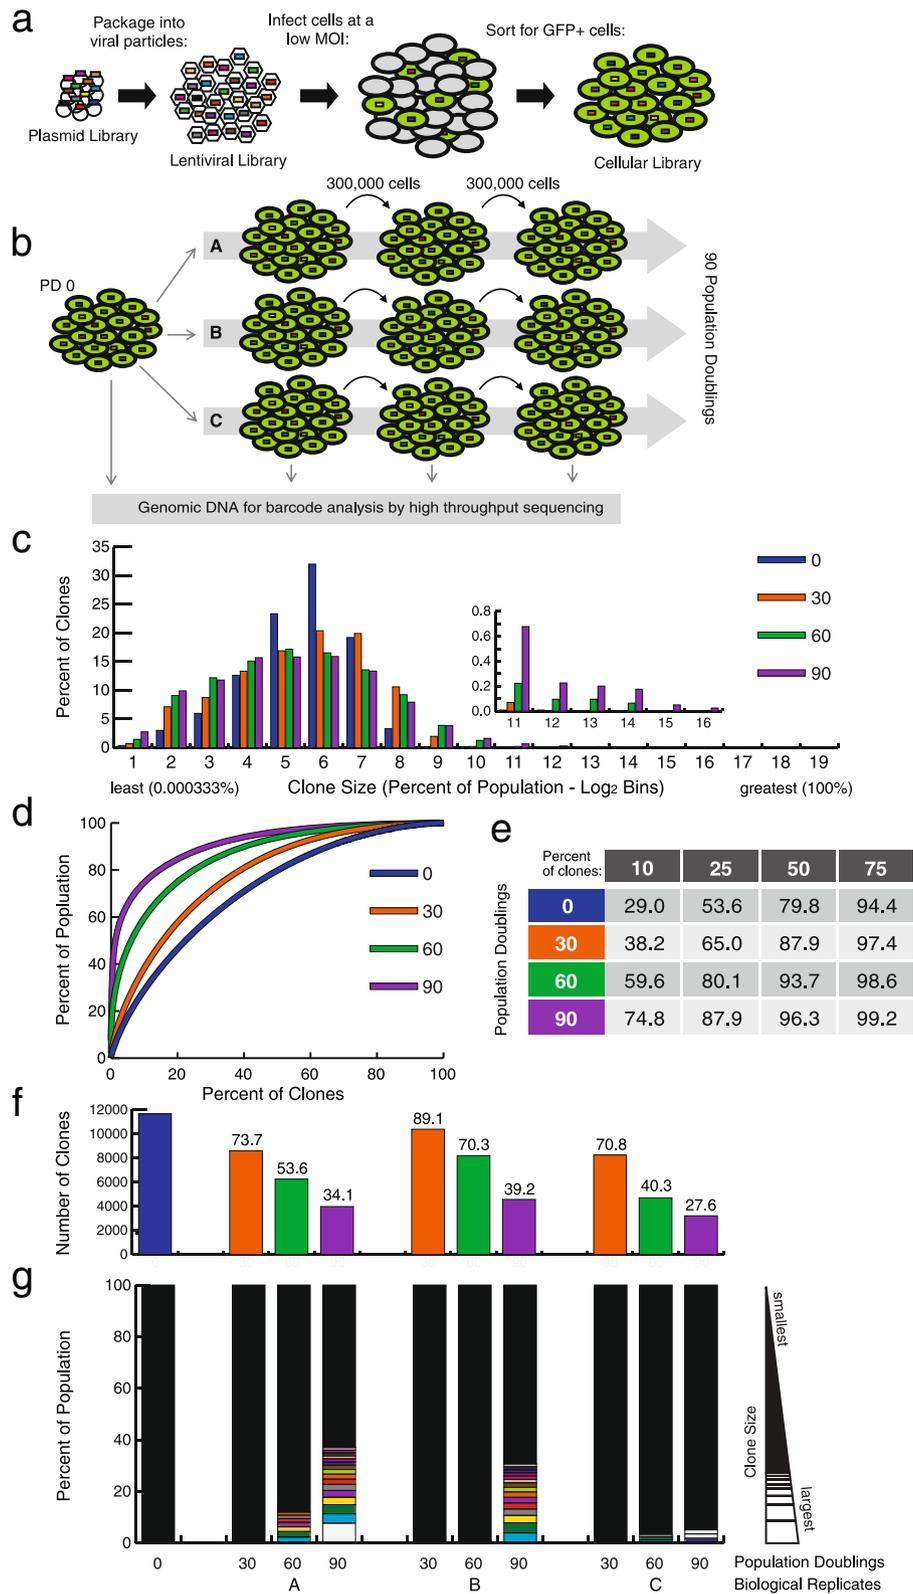 a
Package into
viral particles:
Infect cells at a
low MOI:
Sort for GFP+ cells:
Plasmid Library
Lentiviral Library
Cellular Library
b
300,000 cells
300,000 cells
PD 0
A
B
C
90 Population Doublings
Genomic DNA for barcode analysis by high throughput sequencing
c
Percent of Clones
35
30
25
20
15
10
5
0
0
30
60
90
0.8
0.6
0.4
0.2
0.0
11 12 13 14 15 16
1 2 3 4 5 6 7 8 9 10 11 12 13 14 15 16 17 18 19
least (0.000333%)
Clone Size (Percent of Population - Log2 Bins)
greatest (100%)
d
Percent of Popluation
100
80
60
40
20
0
0
30
60
90
0 20 40 60 80 100
Percent of Clones
e
Percent
of clones:
10 25 50 75
Population Doublings
0 29.0 53.6 79.8 94.4
30 38.2 65.0 87.9 97.4
60 59.6 80.1 93.7 98.6
90 74.8 87.9 96.3 99.2
f
Number of Clones
12000
10000
8000
6000
4000
2000
0
73.7 53.6 34.1
89.1 70.3 39.2
70.8 40.3 27.6
g
Percent of Population
100
80
60
40
20
0
Clone Size
smallest
largest
0 30 60 90 30 60 90 30 60 90
Population Doublings
A B C
Biological Replicates